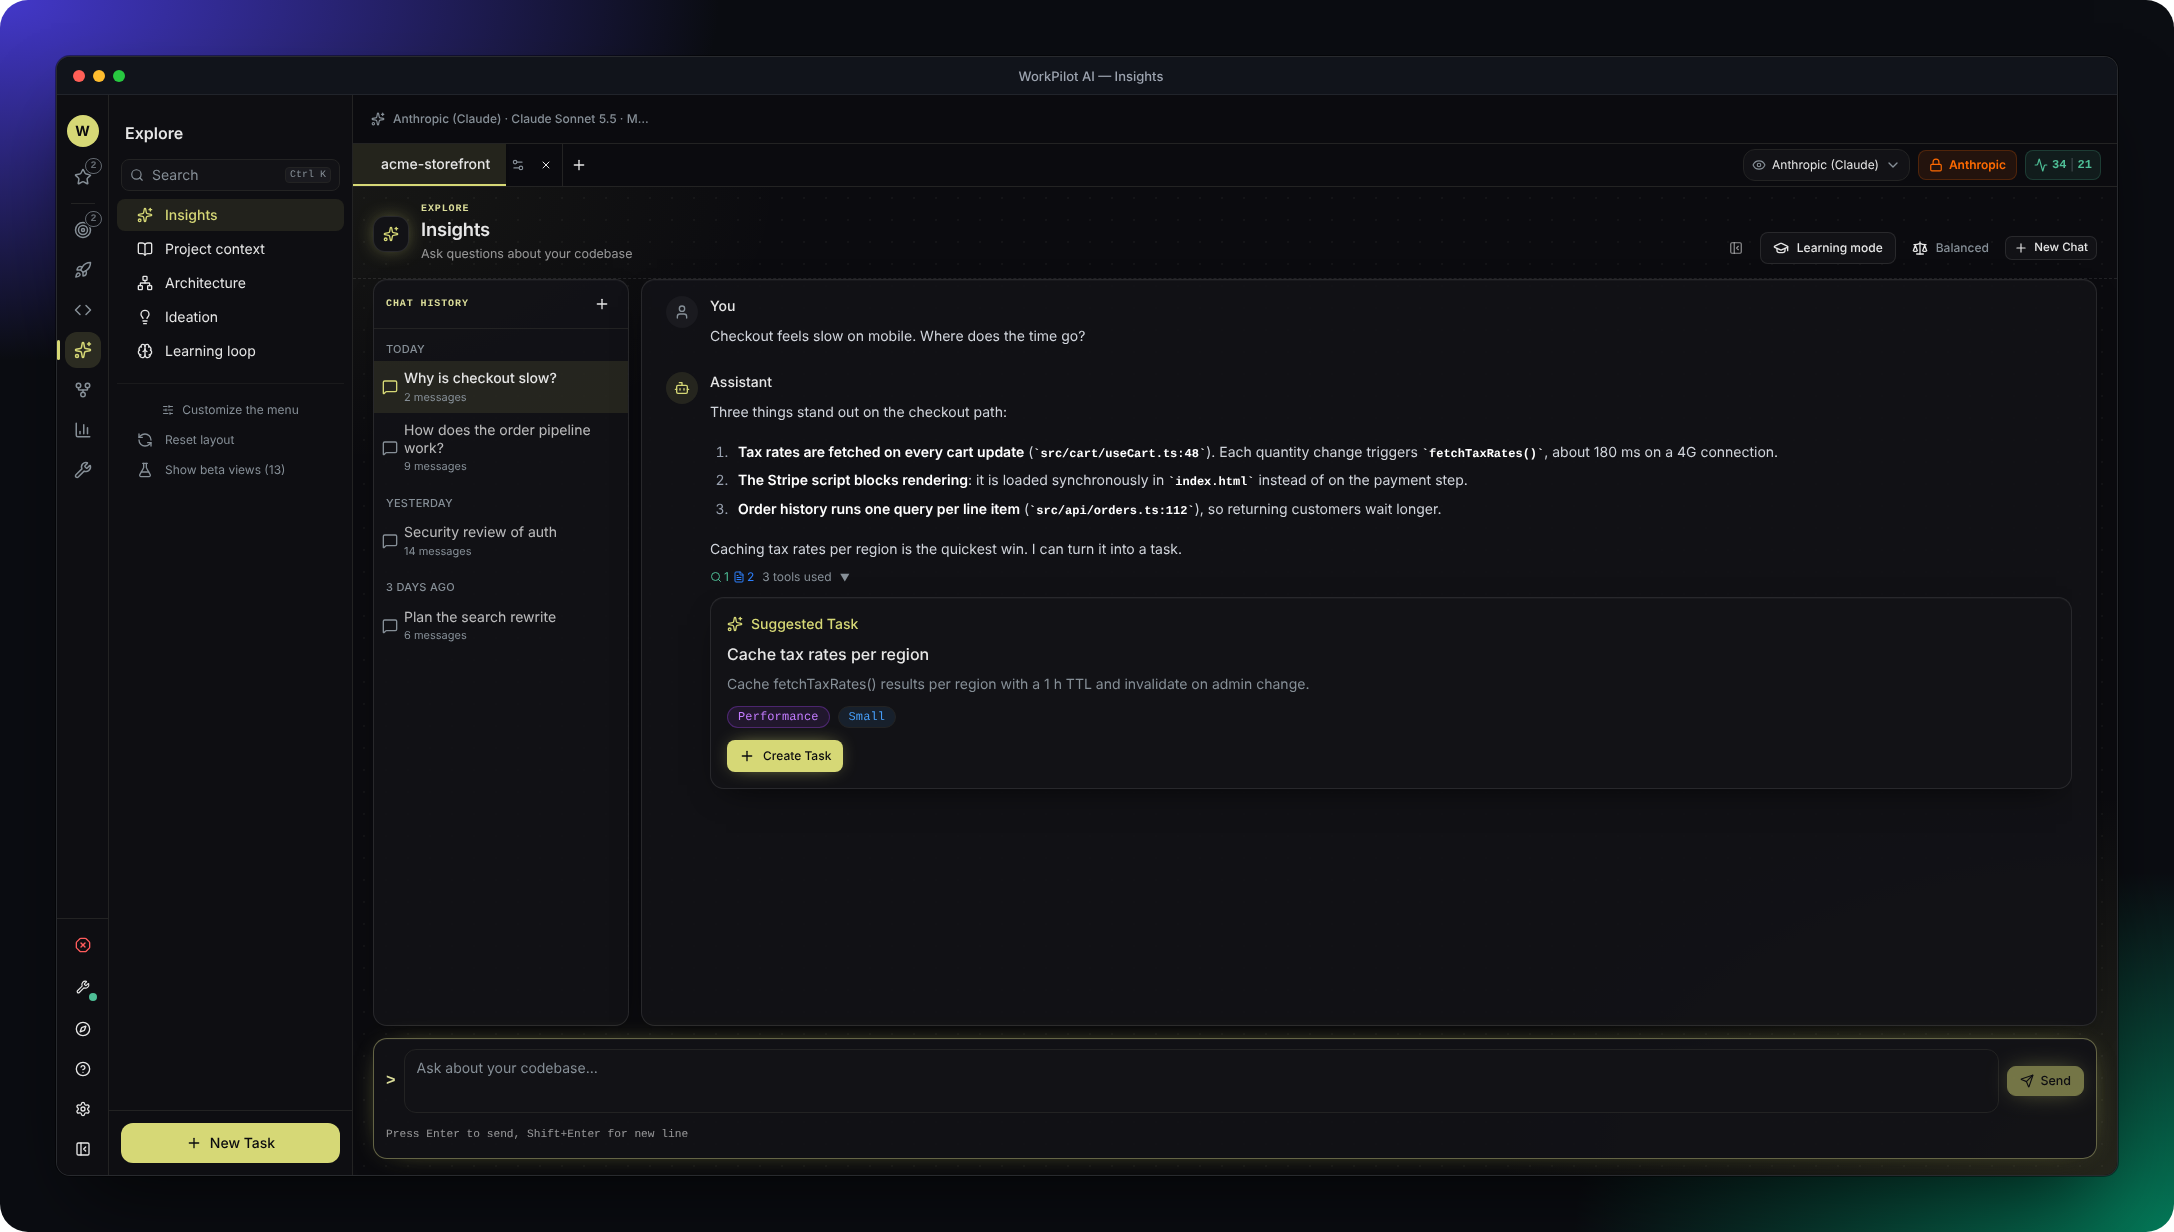 WorkPilot AI — Insights
W
2
2
Explore
Search
Ctrl K
Insights
Project context
Architecture
Ideation
Learning loop
Customize the menu
Reset layout
Show beta views (13)
New Task
Anthropic (Claude) · Claude Sonnet 5.5 · M...
acme-storefront
Anthropic (Claude)
Anthropic
34 | 21
EXPLORE
Insights
Ask questions about your codebase
Learning mode
Balanced
New Chat
CHAT HISTORY
TODAY
Why is checkout slow?
2 messages
How does the order pipeline
work?
9 messages
YESTERDAY
Security review of auth
14 messages
3 DAYS AGO
Plan the search rewrite
6 messages
You
Checkout feels slow on mobile. Where does the time go?
Assistant
Three things stand out on the checkout path:
1. Tax rates are fetched on every cart update (`src/cart/useCart.ts:48`). Each quantity change triggers `fetchTaxRates()`, about 180 ms on a 4G connection.
2. The Stripe script blocks rendering: it is loaded synchronously in `index.html` instead of on the payment step.
3. Order history runs one query per line item (`src/api/orders.ts:112`), so returning customers wait longer.
Caching tax rates per region is the quickest win. I can turn it into a task.
1 2 3 tools used ▼
Suggested Task
Cache tax rates per region
Cache fetchTaxRates() results per region with a 1 h TTL and invalidate on admin change.
Performance
Small
Create Task
>
Ask about your codebase...
Send
Press Enter to send, Shift+Enter for new line